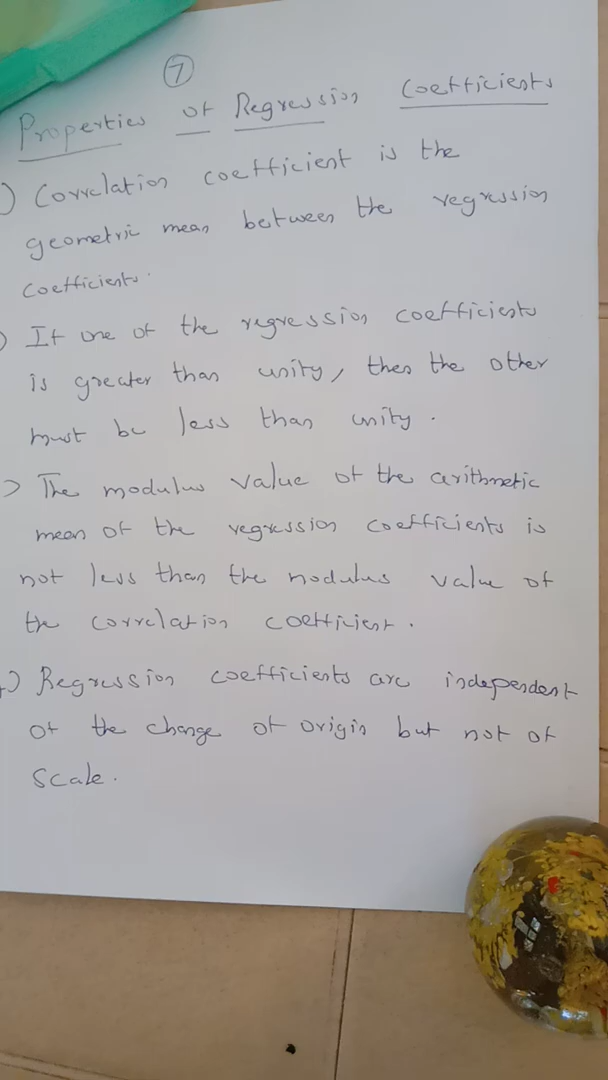 7
Properties of Regression Coefficients
) Correlation coefficient is the
geometric mean between the regression
coefficients.
) If one of the regression coefficients
is greater than unity, then the other
must be less than unity.
) The modulus value of the arithmetic
mean of the regression coefficients is
not less than the modulus value of
the correlation coefficient.
) Regression coefficients are independent
of the change of origin but not of
scale.